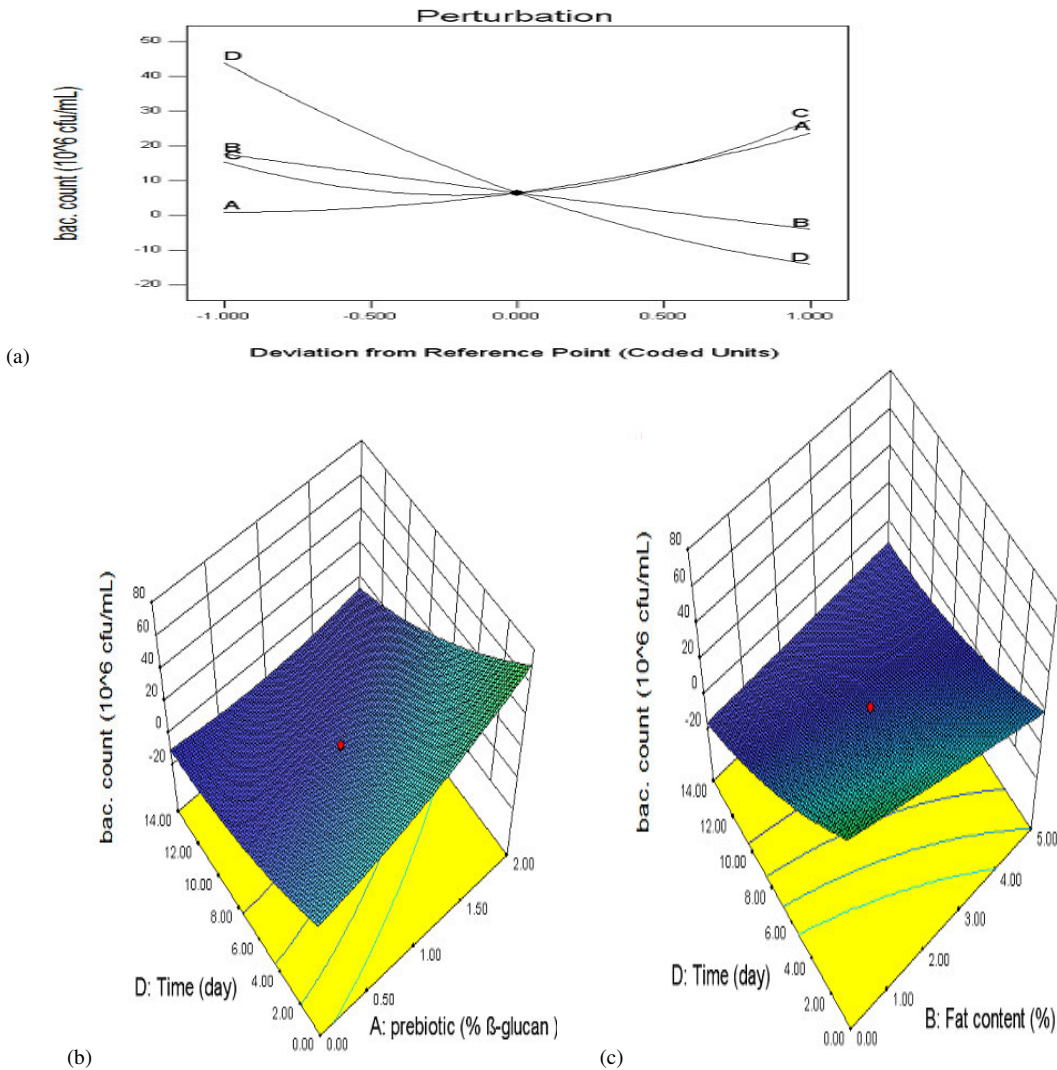 Perturbation
bac. count (10^6 cfu/mL)
50
40
30
20
10
0
-10
-20
D
B
C
A
C
A
B
D
-1.000 -0.500 0.000 0.500 1.000
Deviation from Reference Point (Coded Units)
(a)
bac. count (10^6 cfu/mL)
80
60
40
20
0
-20
14.00
12.00
10.00
8.00
6.00
4.00
2.00
0.00
D: Time (day)
0.00
0.50
1.00
1.50
2.00
A: prebiotic (% ß-glucan )
(b)
bac. count (10^6 cfu/mL)
80
60
40
20
0
-20
14.00
12.00
10.00
8.00
6.00
4.00
2.00
0.00
D: Time (day)
0.00
1.00
2.00
3.00
4.00
5.00
B: Fat content (%)
(c)